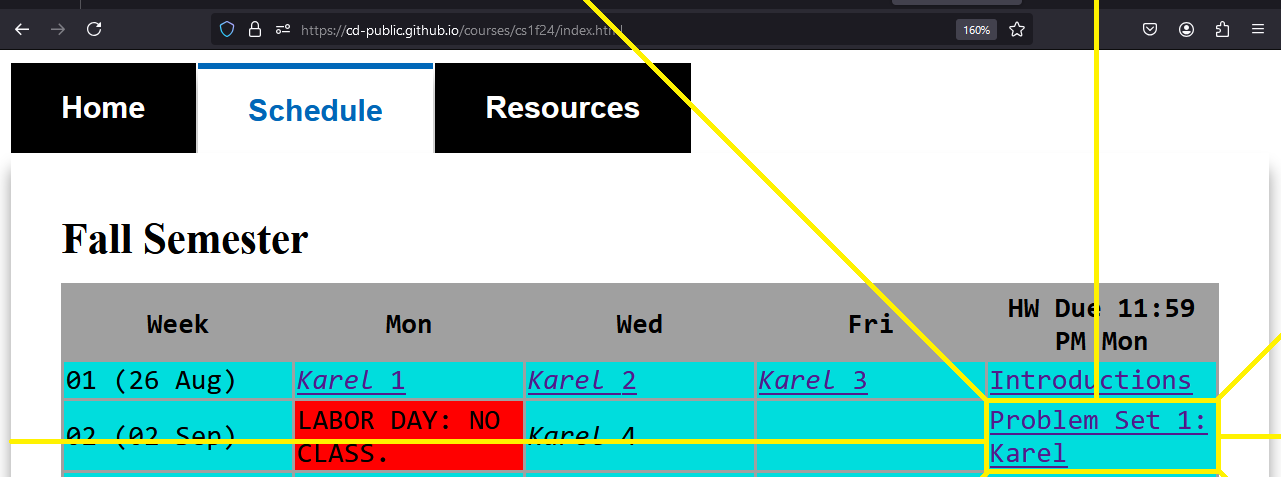 https://cd-public.github.io/courses/cs1f24/index.html
160%
Home
Schedule
Resources
Fall Semester
Week
Mon
Wed
Fri
HW Due 11:59
PM Mon
01 (26 Aug)
Karel 1
Karel 2
Karel 3
Introductions
02 (02 Sep)
LABOR DAY: NO
CLASS.
Karel 4
Problem Set 1:
Karel